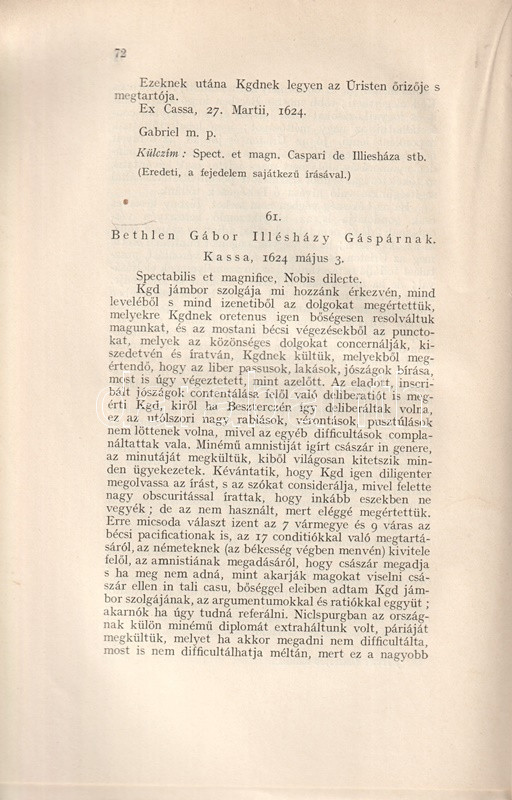 72
Ezeknek utána Kgdnek legyen az Úristen őrizője s
megtartója.
Ex Cassa, 27. Martii, 1624.
Gabriel m. p.
Külczím : Spect. et magn. Caspari de Illiesháza stb.
(Eredeti, a fejedelem sajátkezű írásával.)
61.
Bethlen Gábor Illésházy Gáspárnak.
Kassa, 1624 május 3.
Spectabilis et magnifice, Nobis dilecte.
Kgd jámbor szolgája mi hozzánk érkezvén, mind
leveléből s mind izenetiből az dolgokat megértettük,
melyekre Kgdnek oretenus igen bőségesen resolváltuk
magunkat, és az mostani bécsi végezésekből az puncto-
kat, melyek az közönséges dolgokat concernálják, ki-
szedetvén és íratván, Kgdnek kültük, melyekből meg-
értendő, hogy az liber passusok, lakások, jószágok bírása,
most is úgy végeztetett, mint azelőtt. Az eladott, inscri-
bált jószágok contentálása felől való deliberatiót is meg-
érti Kgd, kiről ha Beszterczén így deliberáltak volna,
ez az utólszori nagy rablások, vérontások, pusztulások
nem löttenek volna, mivel az egyéb difficultások compla-
náltattak vala. Minémű amnistiját igírt császár in genere,
az minutáját megkültük, kiből világosan kitetszik min-
den ügyekezetek. Kévántatik, hogy Kgd igen diligenter
megolvassa az írást, s az szókat considerálja, mivel felette
nagy obscuritással írattak, hogy inkább eszekben ne
vegyék ; de az nem használt, mert eléggé megértettük.
Erre micsoda választ izent az 7 vármegye és 9 város az
bécsi pacificationak is, az 17 conditiókkal való megtartá-
sáról, az németeknek (az békesség végben menvén) kivitele
felől, az amnistiának megadásáról, hogy császár megadja
s ha meg nem adná, mint akarják magokat viselni csá-
szár ellen in tali casu, bőséggel eleiben adtam Kgd jám-
bor szolgájának, az argumentumokkal és ratiókkal eggyüt ;
akarnók ha úgy tudná referálni. Niclspurgban az ország-
nak külön minémű diplomát extraháltunk volt, páriáját
megkültük, melyet ha akkor megadni nem difficultálta,
most is nem difficultálhatja méltán, mert ez a nagyobb